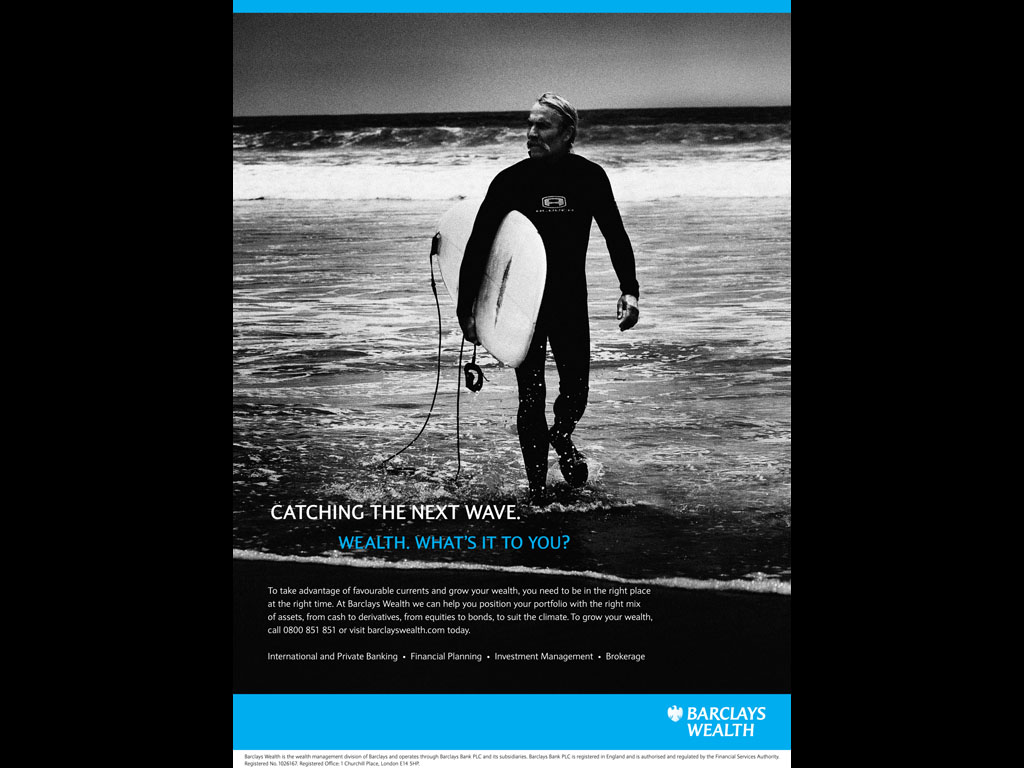 CATCHING THE NEXT WAVE.
WEALTH. WHAT'S IT TO YOU?
To take advantage of favourable currents and grow your wealth, you need to be in the right place
at the right time. At Barclays Wealth we can help you position your portfolio with the right mix
of assets, from cash to derivatives, from equities to bonds, to suit the climate. To grow your wealth,
call 0800 851 851 or visit barclayswealth.com today.
International and Private Banking • Financial Planning • Investment Management • Brokerage
BARCLAYS
WEALTH
Barclays Wealth is the wealth management division of Barclays and operates through Barclays Bank PLC and its subsidiaries. Barclays Bank PLC is registered in England and is authorised and regulated by the Financial Services Authority.
Registered No. 1026167. Registered Office: 1 Churchill Place, London E14 5HP.